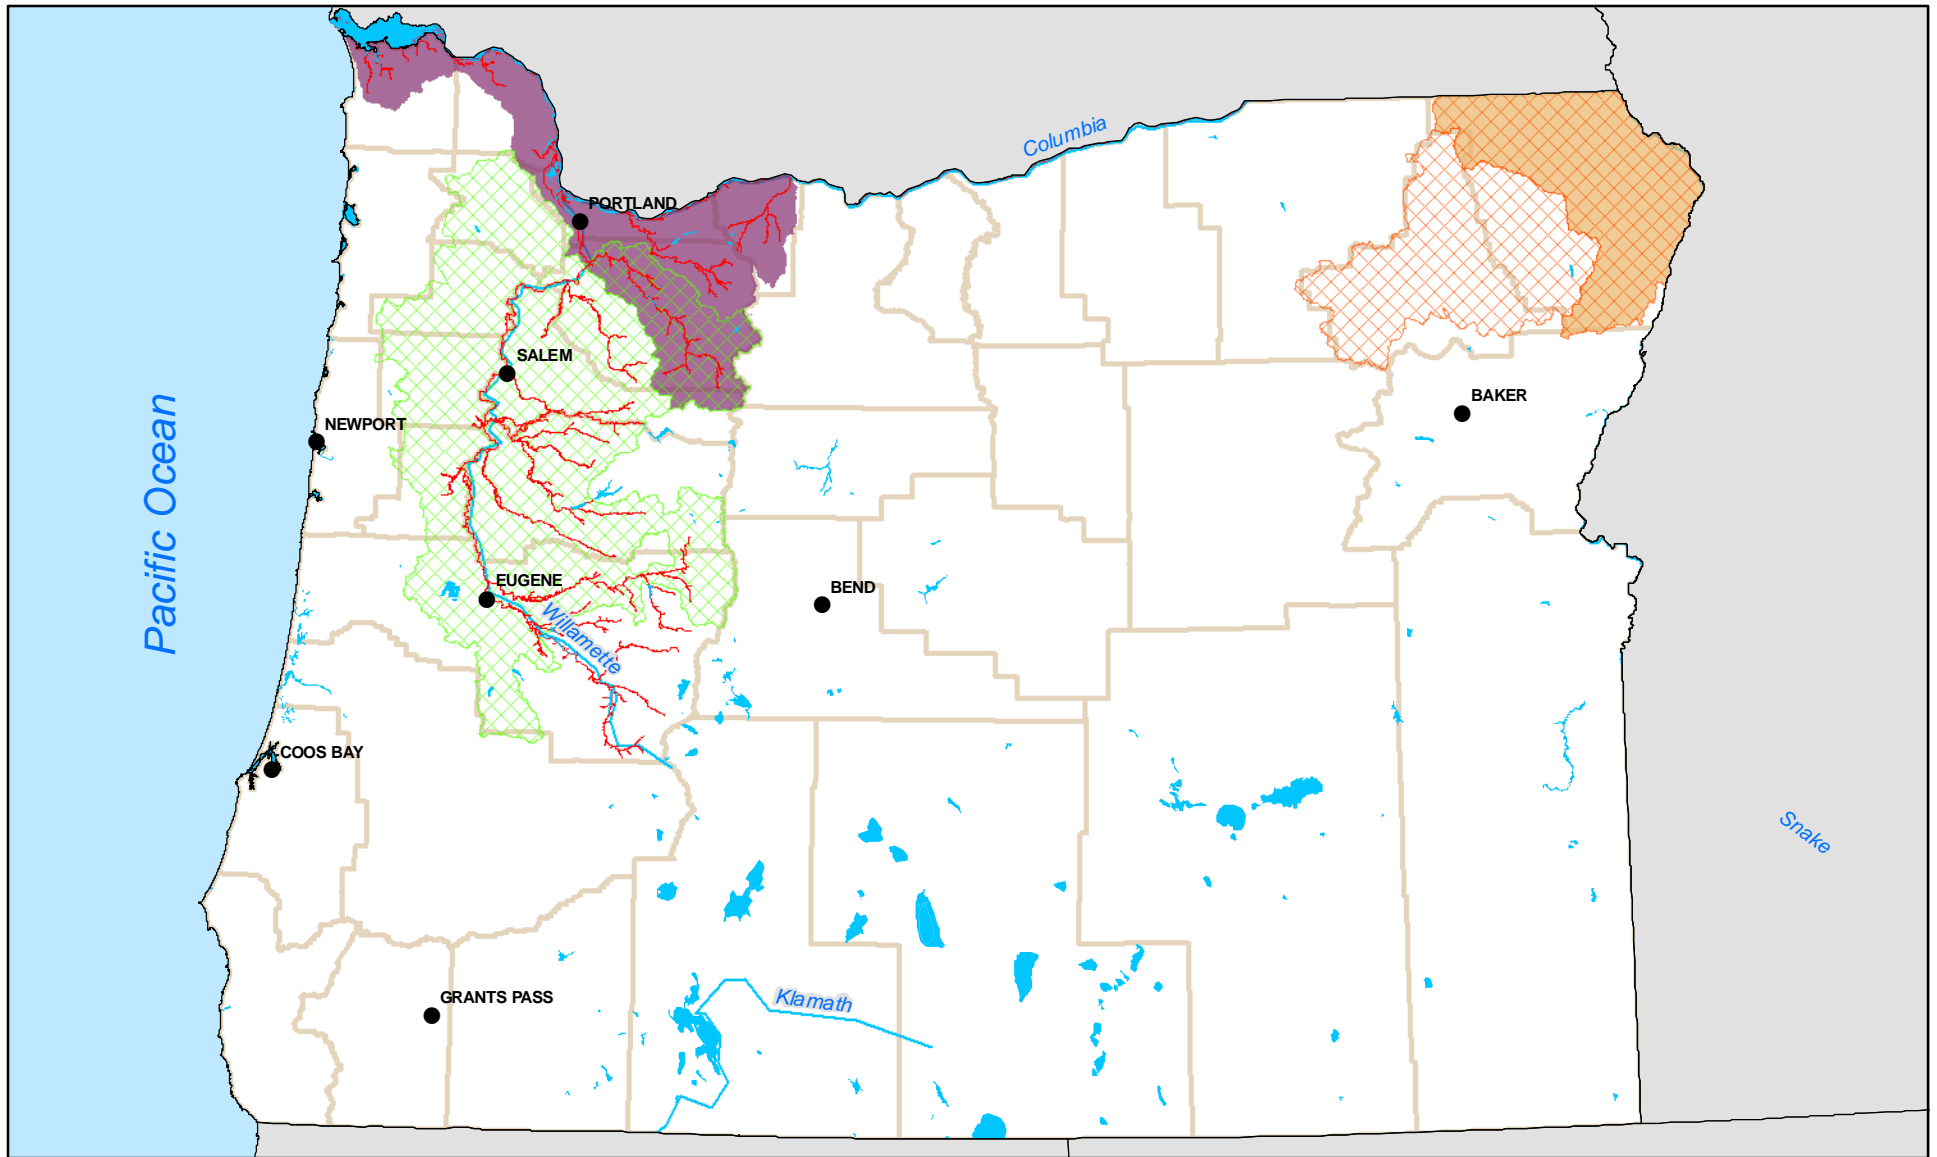 Columbia
PORTLAND
SALEM
BAKER
NEWPORT
Pacific Ocean
EUGENE
BEND
Willamette
COOS BAY
Snake
GRANTS PASS
Klamath